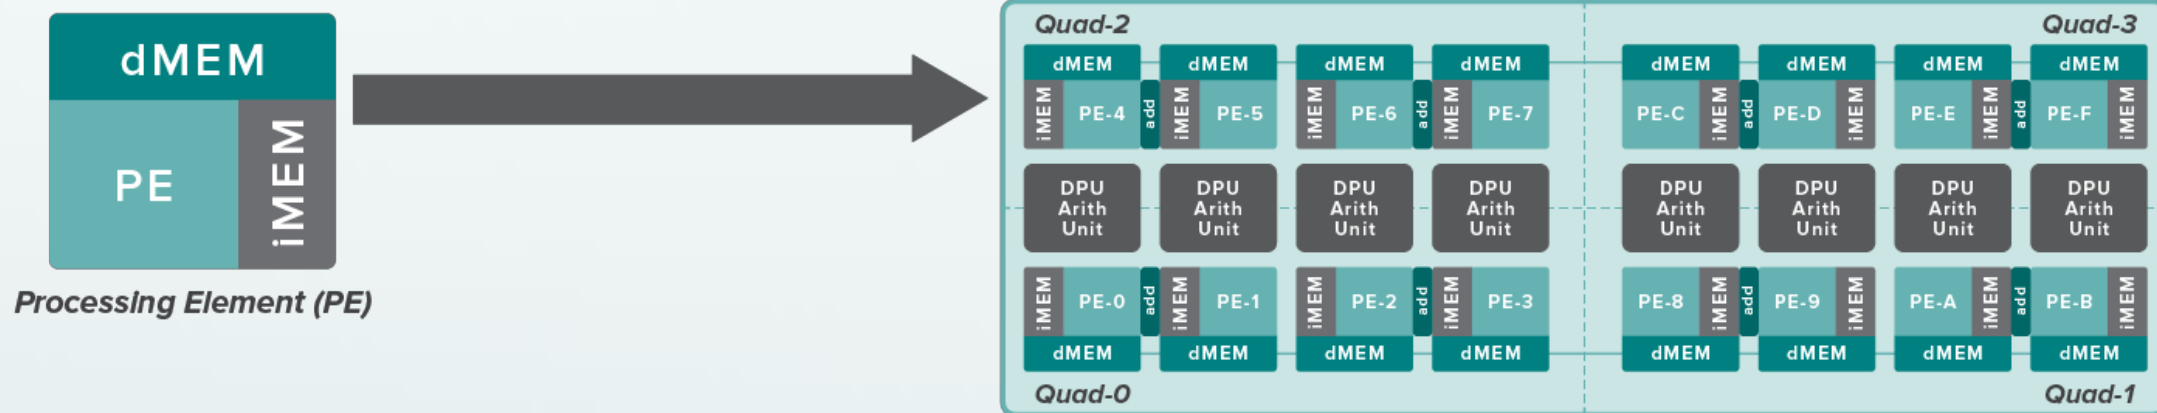 dMEM
PE
iMEM
Processing Element (PE)
Quad-2
Quad-3
dMEM dMEM dMEM dMEM dMEM dMEM dMEM dMEM
iMEM PE-4 add iMEM PE-5 iMEM PE-6 add iMEM PE-7 PE-C iMEM add PE-D iMEM PE-E iMEM add PE-F iMEM
DPU DPU DPU DPU DPU DPU DPU DPU
Arith Arith Arith Arith Arith Arith Arith Arith
Unit Unit Unit Unit Unit Unit Unit Unit
iMEM PE-0 add iMEM PE-1 iMEM PE-2 add iMEM PE-3 PE-8 iMEM add PE-9 iMEM PE-A iMEM add PE-B iMEM
dMEM dMEM dMEM dMEM dMEM dMEM dMEM dMEM
Quad-0
Quad-1